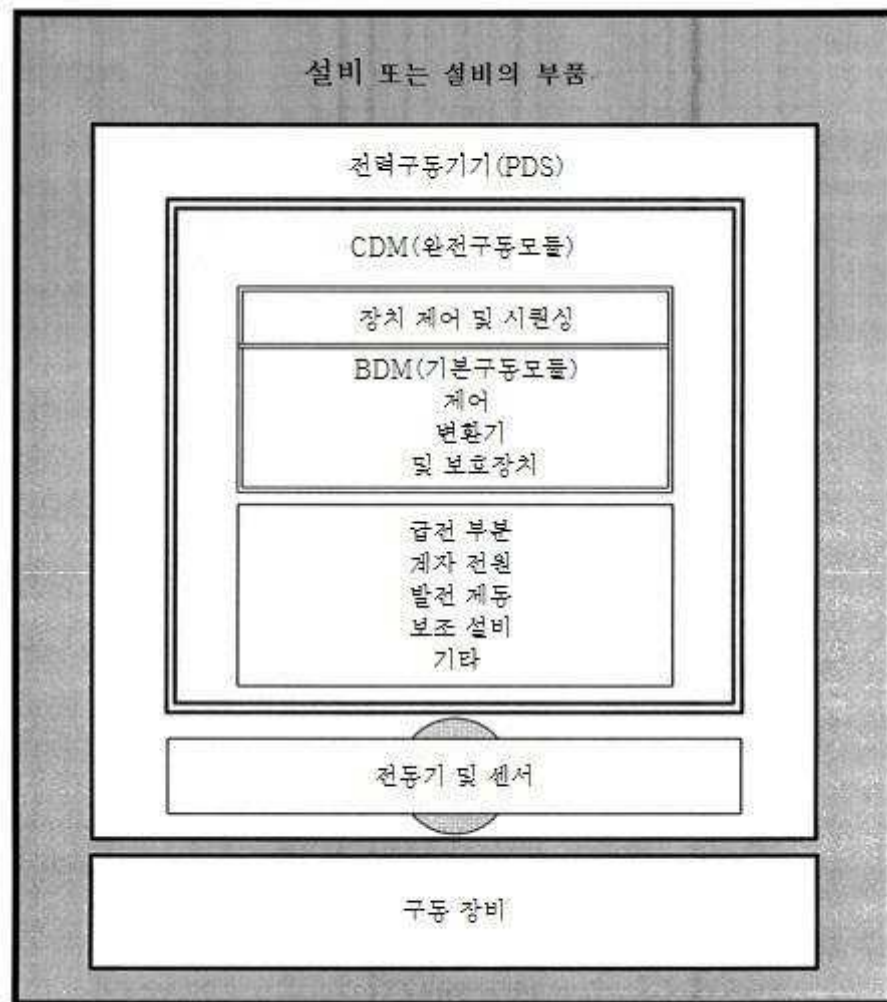 설비 또는 설비의 부품
전력구동기기(PDS)
CDM(완전구동모듈)
장치 제어 및 시퀀싱
BDM(기본구동모듈)
제어
변환기
및 보호장치
급전 부분
계자 전원
발전 제동
보조 설비
기타
전동기 및 센서
구동 장비